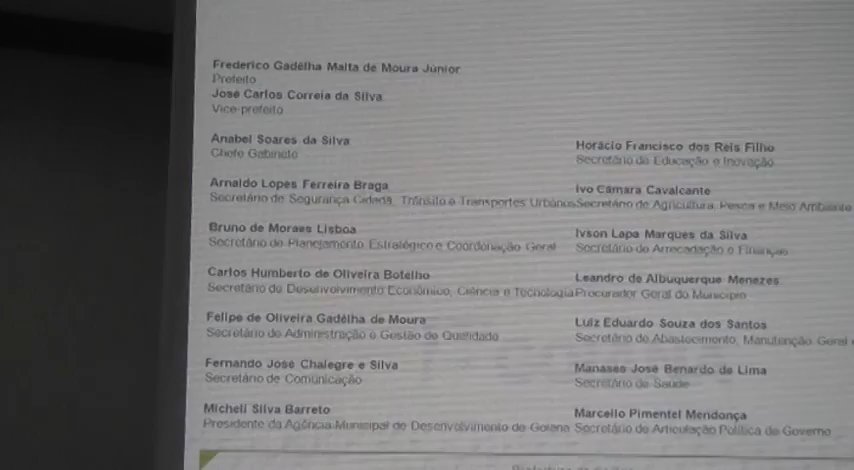 Frederico Gadêlha Malta de Moura Júnior
Prefeito
José Carlos Correia da Silva
Vice-prefeito
Anabel Soares da Silva
Chefe Gabinete
Arnaldo Lopes Ferreira Braga
Secretário de Segurança Cidadã, Trânsito e Transportes Urbanos
Bruno de Moraes Lisboa
Secretário de Planejamento Estratégico e Coordenação Geral
Carlos Humberto de Oliveira Botelho
Secretário de Desenvolvimento Econômico, Ciência e Tecnologia
Felipe de Oliveira Gadêlha de Moura
Secretário de Administração e Gestão de Qualidade
Fernando José Chalegre e Silva
Secretário de Comunicação
Micheli Silva Barreto
Presidente da Agência Municipal de Desenvolvimento de Goiana
Horácio Francisco dos Reis Filho
Secretário de Educação e Inovação
Ivo Câmara Cavalcante
Secretário de Agricultura, Pesca e Meio Ambiente
Ivson Lapa Marques da Silva
Secretário de Arrecadação e Finanças
Leandro de Albuquerque Menezes
Procurador Geral do Município
Luiz Eduardo Souza dos Santos
Secretário de Abastecimento, Manutenção Geral e
Manases José Benardo de Lima
Secretário de Saúde
Marcello Pimentel Mendonça
Secretário de Articulação Política de Governo